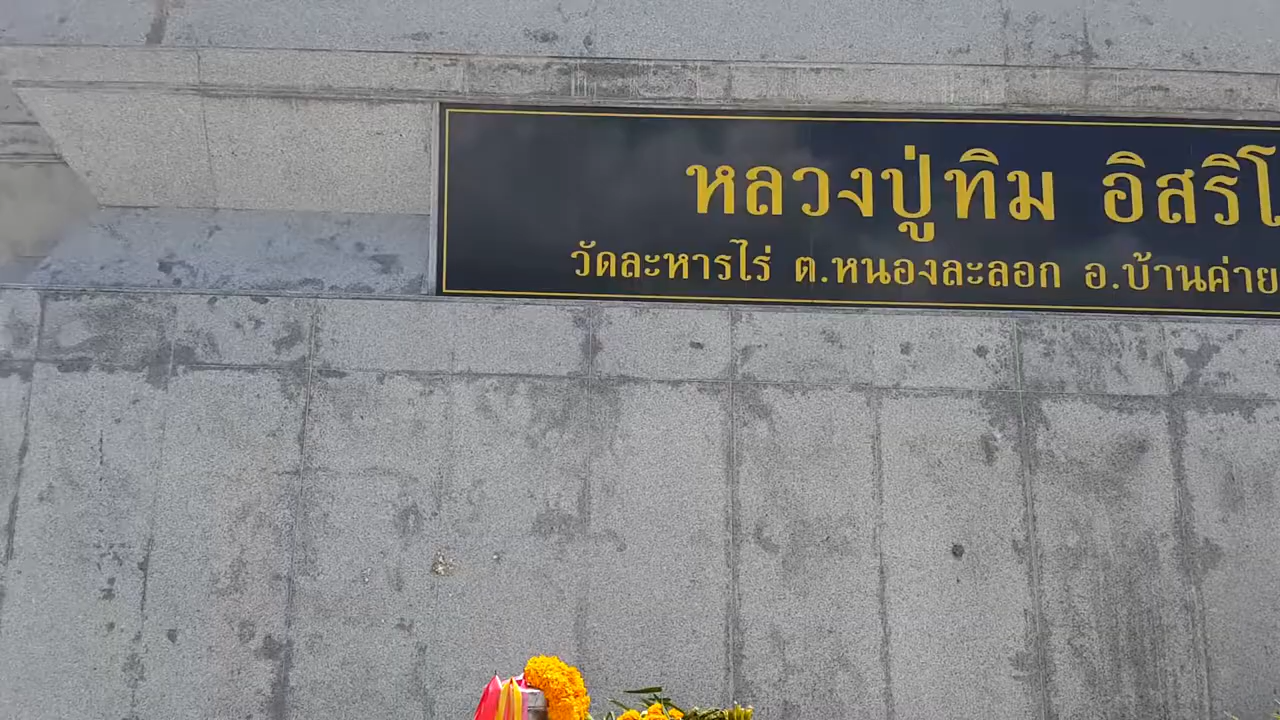 หลวงปู่ทิม อิสริ
วัดละหารไร่ ต.หนองละลอก อ.บ้านค่าย